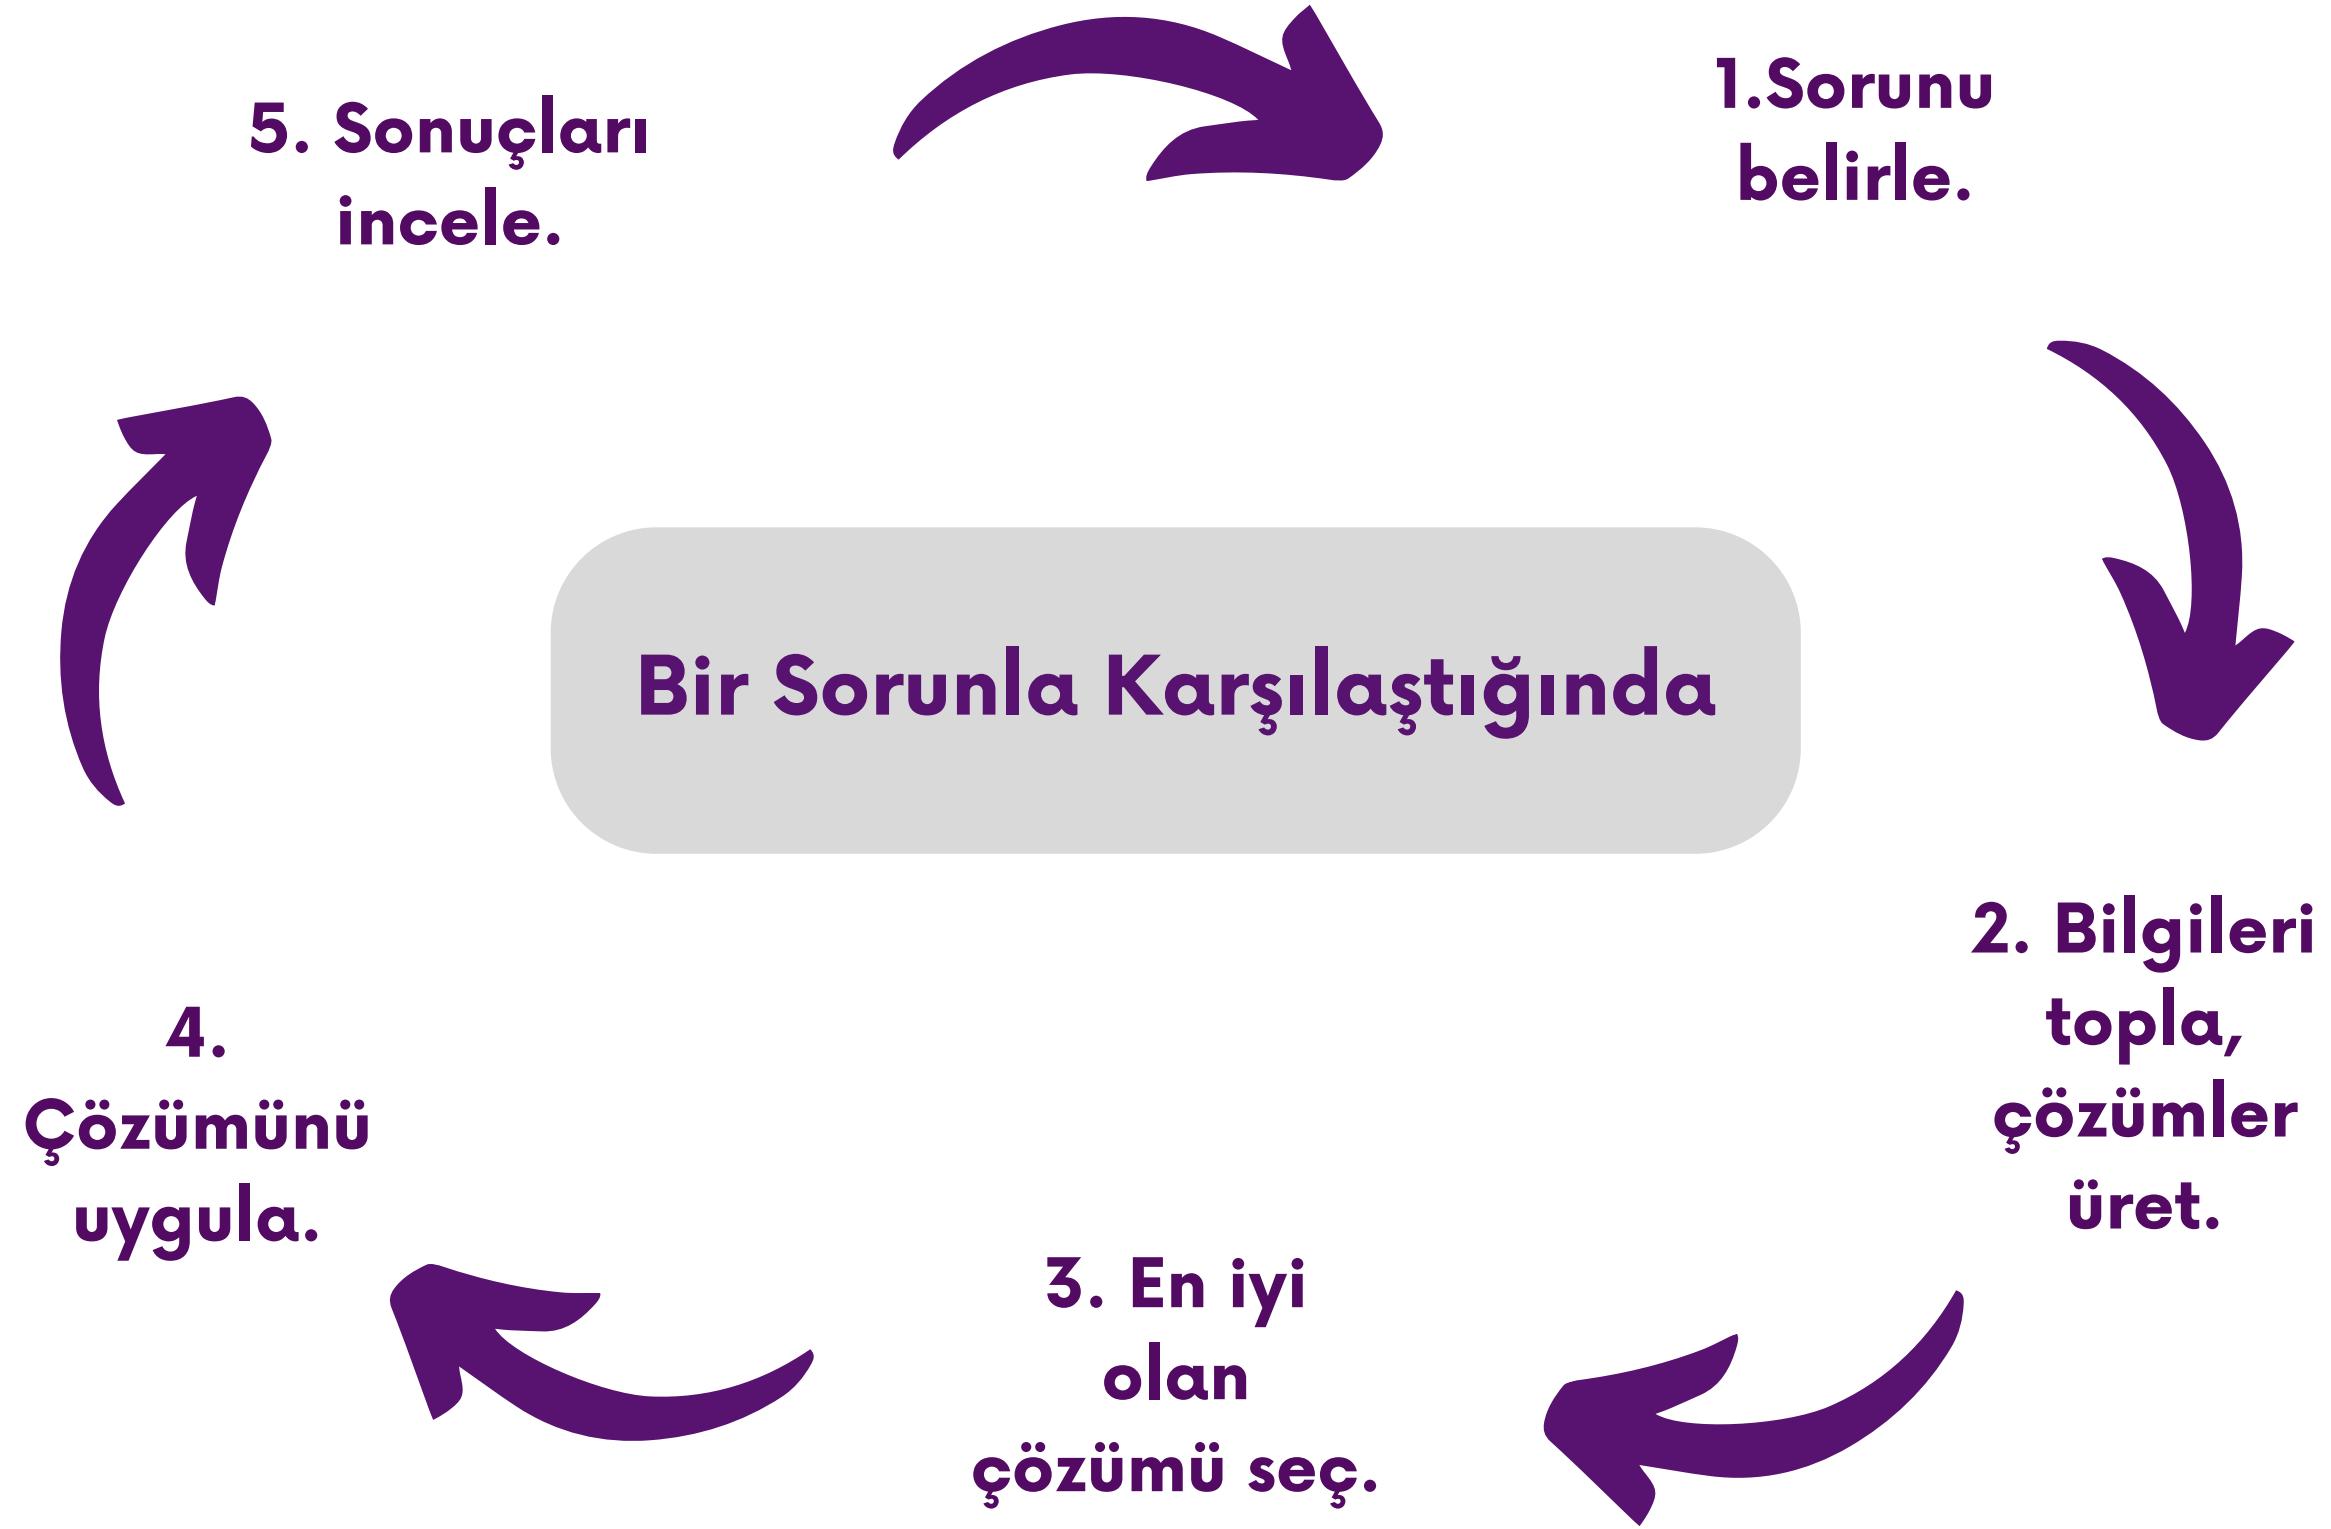 Bir Sorunla Karşılaştığında
1.Sorunu
belirle.
2. Bilgileri
topla,
çözümler
üret.
3. En iyi
olan
çözümü seç.
4.
Çözümünü
uygula.
5. Sonuçları
incele.